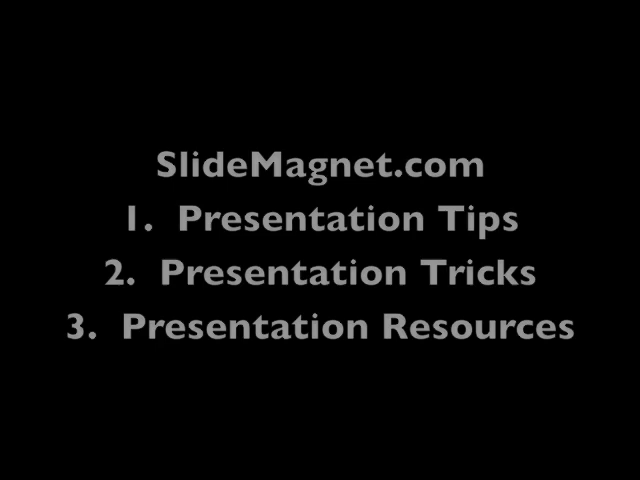 SlideMagnet.com
1. Presentation Tips
2. Presentation Tricks
3. Presentation Resources